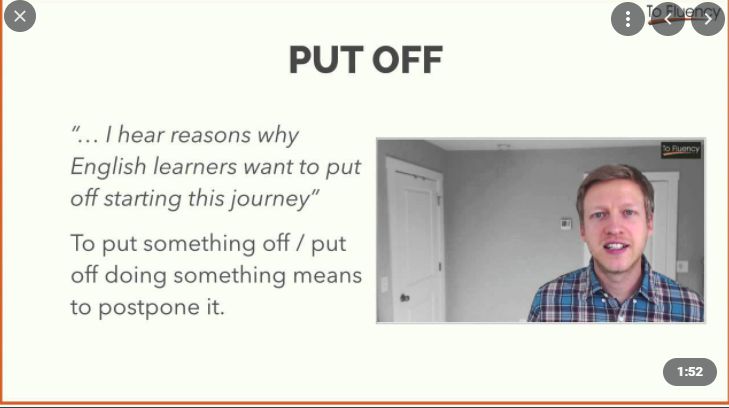 To Fluency
PUT OFF
“... I hear reasons why
English learners want to put
off starting this journey”
To put something off / put
off doing something means
to postpone it.
To Fluency
1:52